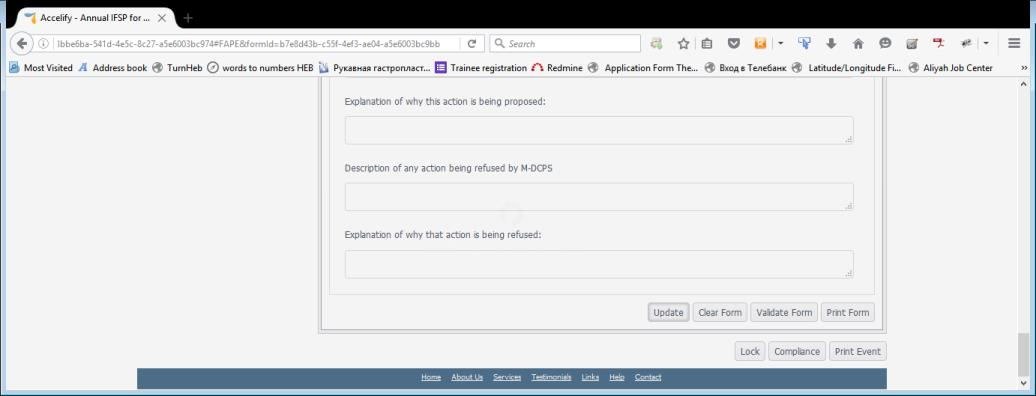 Accelify - Annual IFSP for ...
1bbe6ba-541d-4e5c-8c27-a5e6003bc974#FAPE&formId=b7e8d43b-c55f-4ef3-ae04-a5e6003bc9bb
Search
Most Visited Address book TurnHeb words to numbers HEB Рукавная гастропласт... Trainee registration Redmine Application Form The... Вход в Телебанк Latitude/Longitude Fi... Aliyah Job Center »
Explanation of why this action is being proposed:
Description of any action being refused by M-DCPS
Explanation of why that action is being refused:
Update Clear Form Validate Form Print Form
Lock Compliance Print Event
Home About Us Services Testimonials Links Help Contact